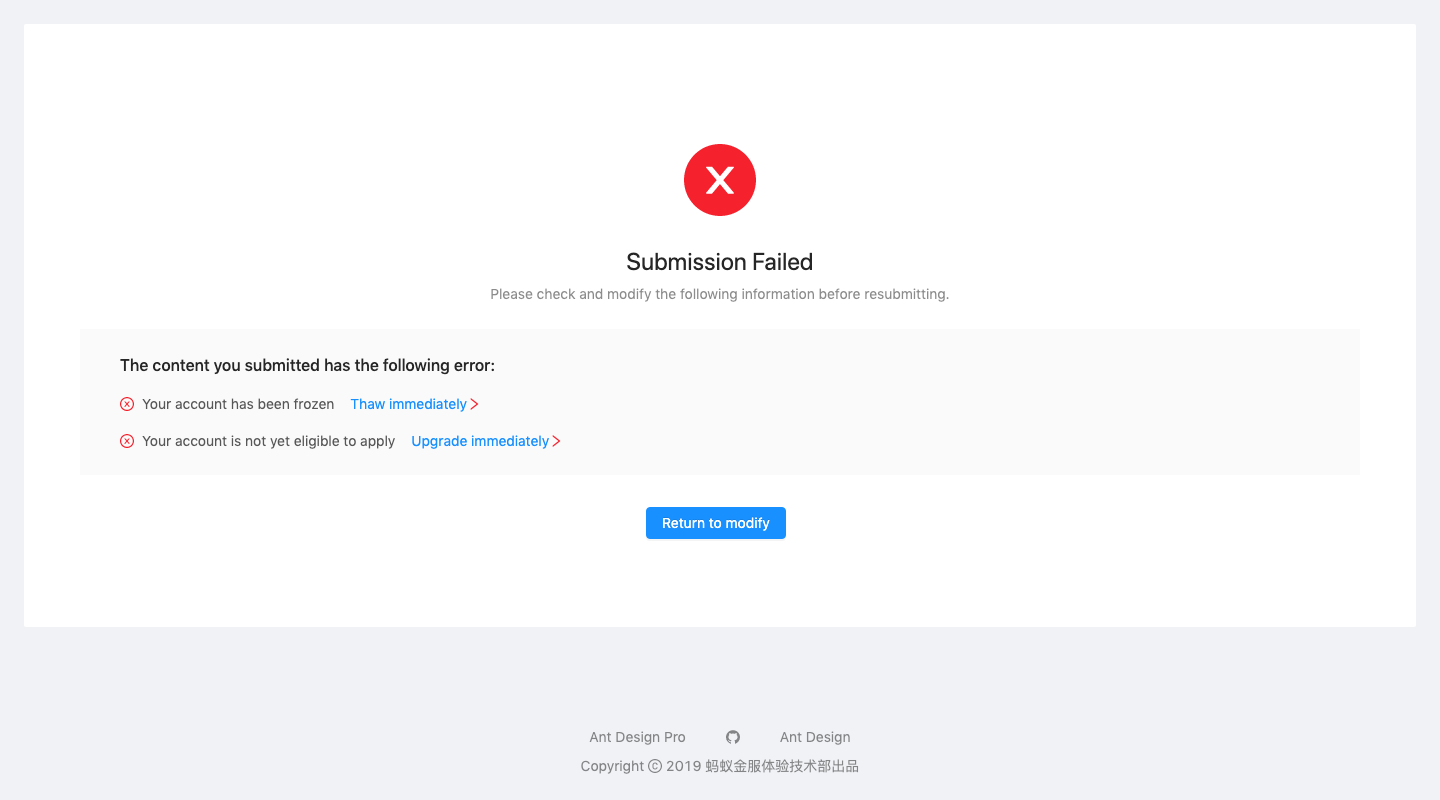 Submission Failed
Please check and modify the following information before resubmitting.
The content you submitted has the following error:
Your account has been frozen Thaw immediately
Your account is not yet eligible to apply Upgrade immediately
Return to modify
Ant Design Pro Ant Design
Copyright © 2019 蚂蚁金服体验技术部出品